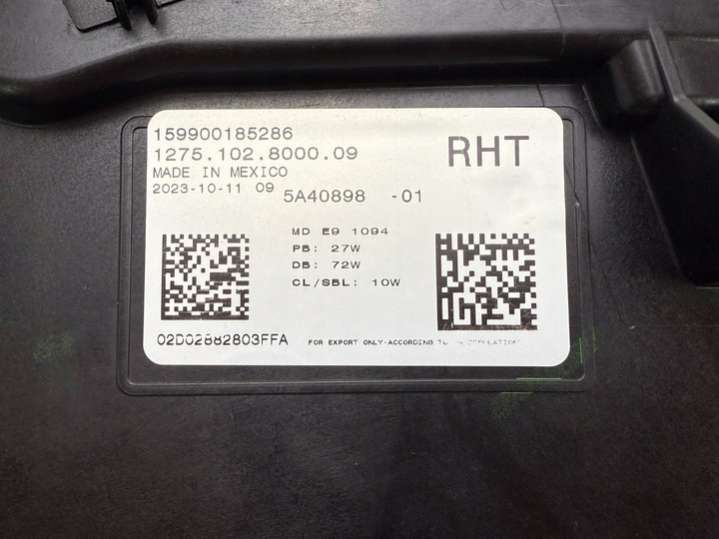 159900185286
1275.102.8000.09
RHT
MADE IN MEXICO
2023-10-11 09
5A40898 -01
MD E9 1094
PB: 27W
DB: 72W
CL/SBL: 10W
02D02882803FFA
FOR EXPORT ONLY-ACCORDING